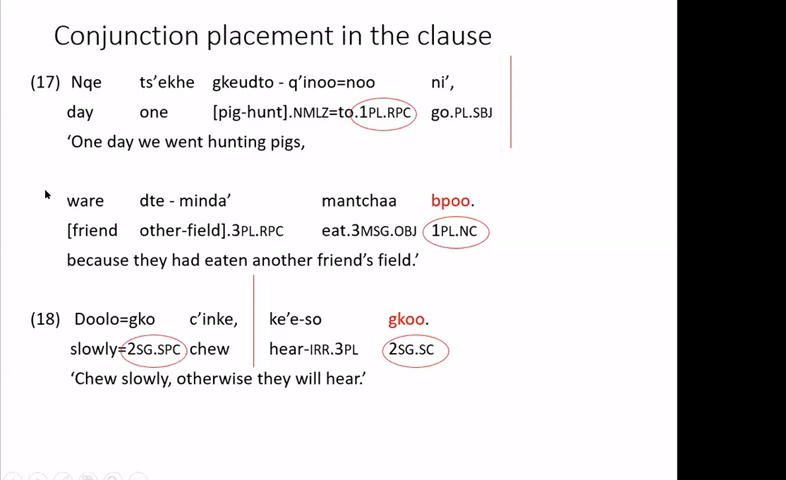 Conjunction placement in the clause
(17) Nqe ts’ekhe gkeudto - q’inoo=noo ni’,
day one [pig-hunt].NMLZ=to.1PL.RPC go.PL.SBJ
‘One day we went hunting pigs,
ware dte - minda’ mantchaa bpoo.
[friend other-field].3PL.RPC eat.3MSG.OBJ 1PL.NC
because they had eaten another friend’s field.’
(18) Doolo=gko c’inke, ke’e-so gkoo.
slowly=2SG.SPC chew hear-IRR.3PL 2SG.SC
‘Chew slowly, otherwise they will hear.’